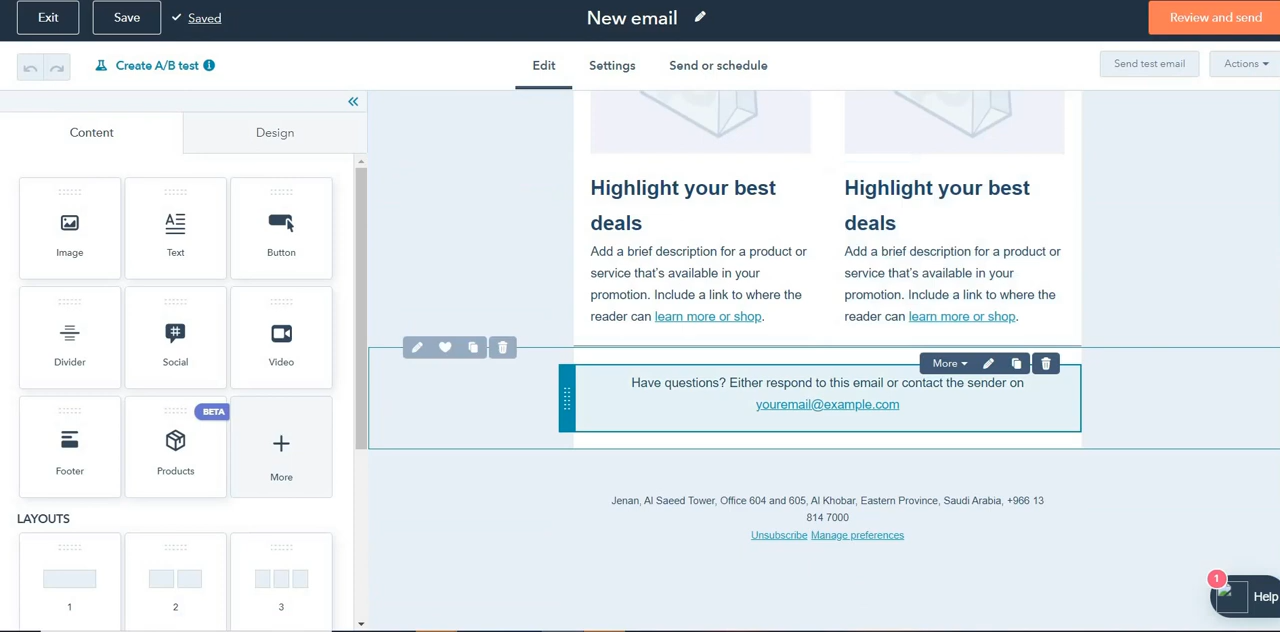 Exit
Save
Saved
New email
Review and send
Create A/B test
Edit
Settings
Send or schedule
Send test email
Actions
Content
Design
Image
Text
Button
Divider
Social
Video
Footer
BETA
Products
More
LAYOUTS
1
2
3
Highlight your best
deals
Add a brief description for a product or
service that's available in your
promotion. Include a link to where the
reader can learn more or shop.
Highlight your best
deals
Add a brief description for a product or
service that's available in your
promotion. Include a link to where the
reader can learn more or shop.
More
Have questions? Either respond to this email or contact the sender on
youremail@example.com
Jenan, Al Saeed Tower, Office 604 and 605, Al Khobar, Eastern Province, Saudi Arabia, +966 13
814 7000
Unsubscribe Manage preferences
1
Help